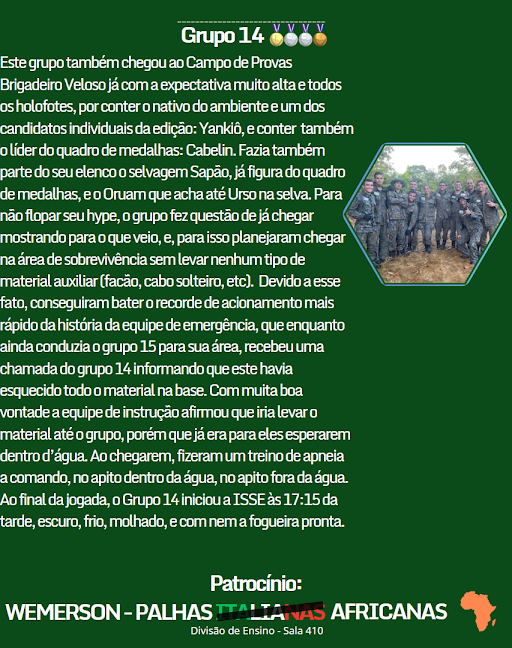 Grupo 14
Este grupo também chegou ao Campo de Provas
Brigadeiro Veloso já com a expectativa muito alta e todos
os holofotes, por conter o nativo do ambiente e um dos
candidatos individuais da edição: Yankiô, e conter também
o líder do quadro de medalhas: Cabelin. Fazia também
parte do seu elenco o selvagem Sapão, já figura do quadro
de medalhas, e o Oruam que acha até Urso na selva. Para
não flopar seu hype, o grupo fez questão de já chegar
mostrando para o que veio, e, para isso planejaram chegar
na área de sobrevivência sem levar nenhum tipo de
material auxiliar (facão, cabo solteiro, etc). Devido a esse
fato, conseguiram bater o recorde de acionamento mais
rápido da história da equipe de emergência, que enquanto
ainda conduzia o grupo 15 para sua área, recebeu uma
chamada do grupo 14 informando que este havia
esquecido todo o material na base. Com muita boa
vontade a equipe de instrução afirmou que iria levar o
material até o grupo, porém que já era para eles esperarem
dentro d'água. Ao chegarem, fizeram um treino de apneia
a comando, no apito dentro da água, no apito fora da água.
Ao final da jogada, o Grupo 14 iniciou a ISSE às 17:15 da
tarde, escuro, frio, molhado, e com nem a fogueira pronta.
Patrocínio:
WEMERSON - PALHAS ITALIANAS AFRICANAS
Divisão de Ensino - Sala 410